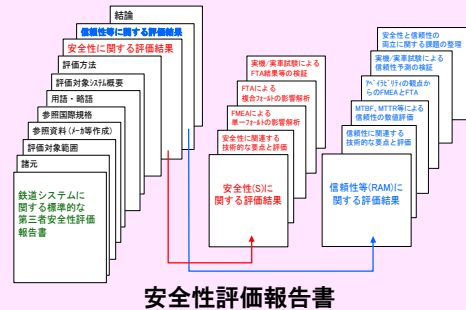 結論
信頼性等に関する評価結果
安全性に関する評価結果
評価方法
評価対象システム概要
用語・略語
参照国際規格
参照資料(メーカ等作成)
評価対象範囲
諸元
鉄道システムに
関する標準的な
第三者安全性評価
報告書
実機/実車試験による
FTA結果等の検証
FTAによる
複合フォールトの影響解析
FMEAによる
単一フォールトの影響解析
安全性に関連する
技術的な要点と評価
安全性(S)に
関する評価結果
安全性と信頼性の
両立に関する課題の整理
実機/実車試験による
信頼性予測の検証
アベイラビリティの観点か
らのFMEAとFTA
MTBF、MTTR等による
信頼性の数値評価
信頼性に関連する
技術的な要点と評価
信頼性等(RAM)に
関する評価結果
安全性評価報告書